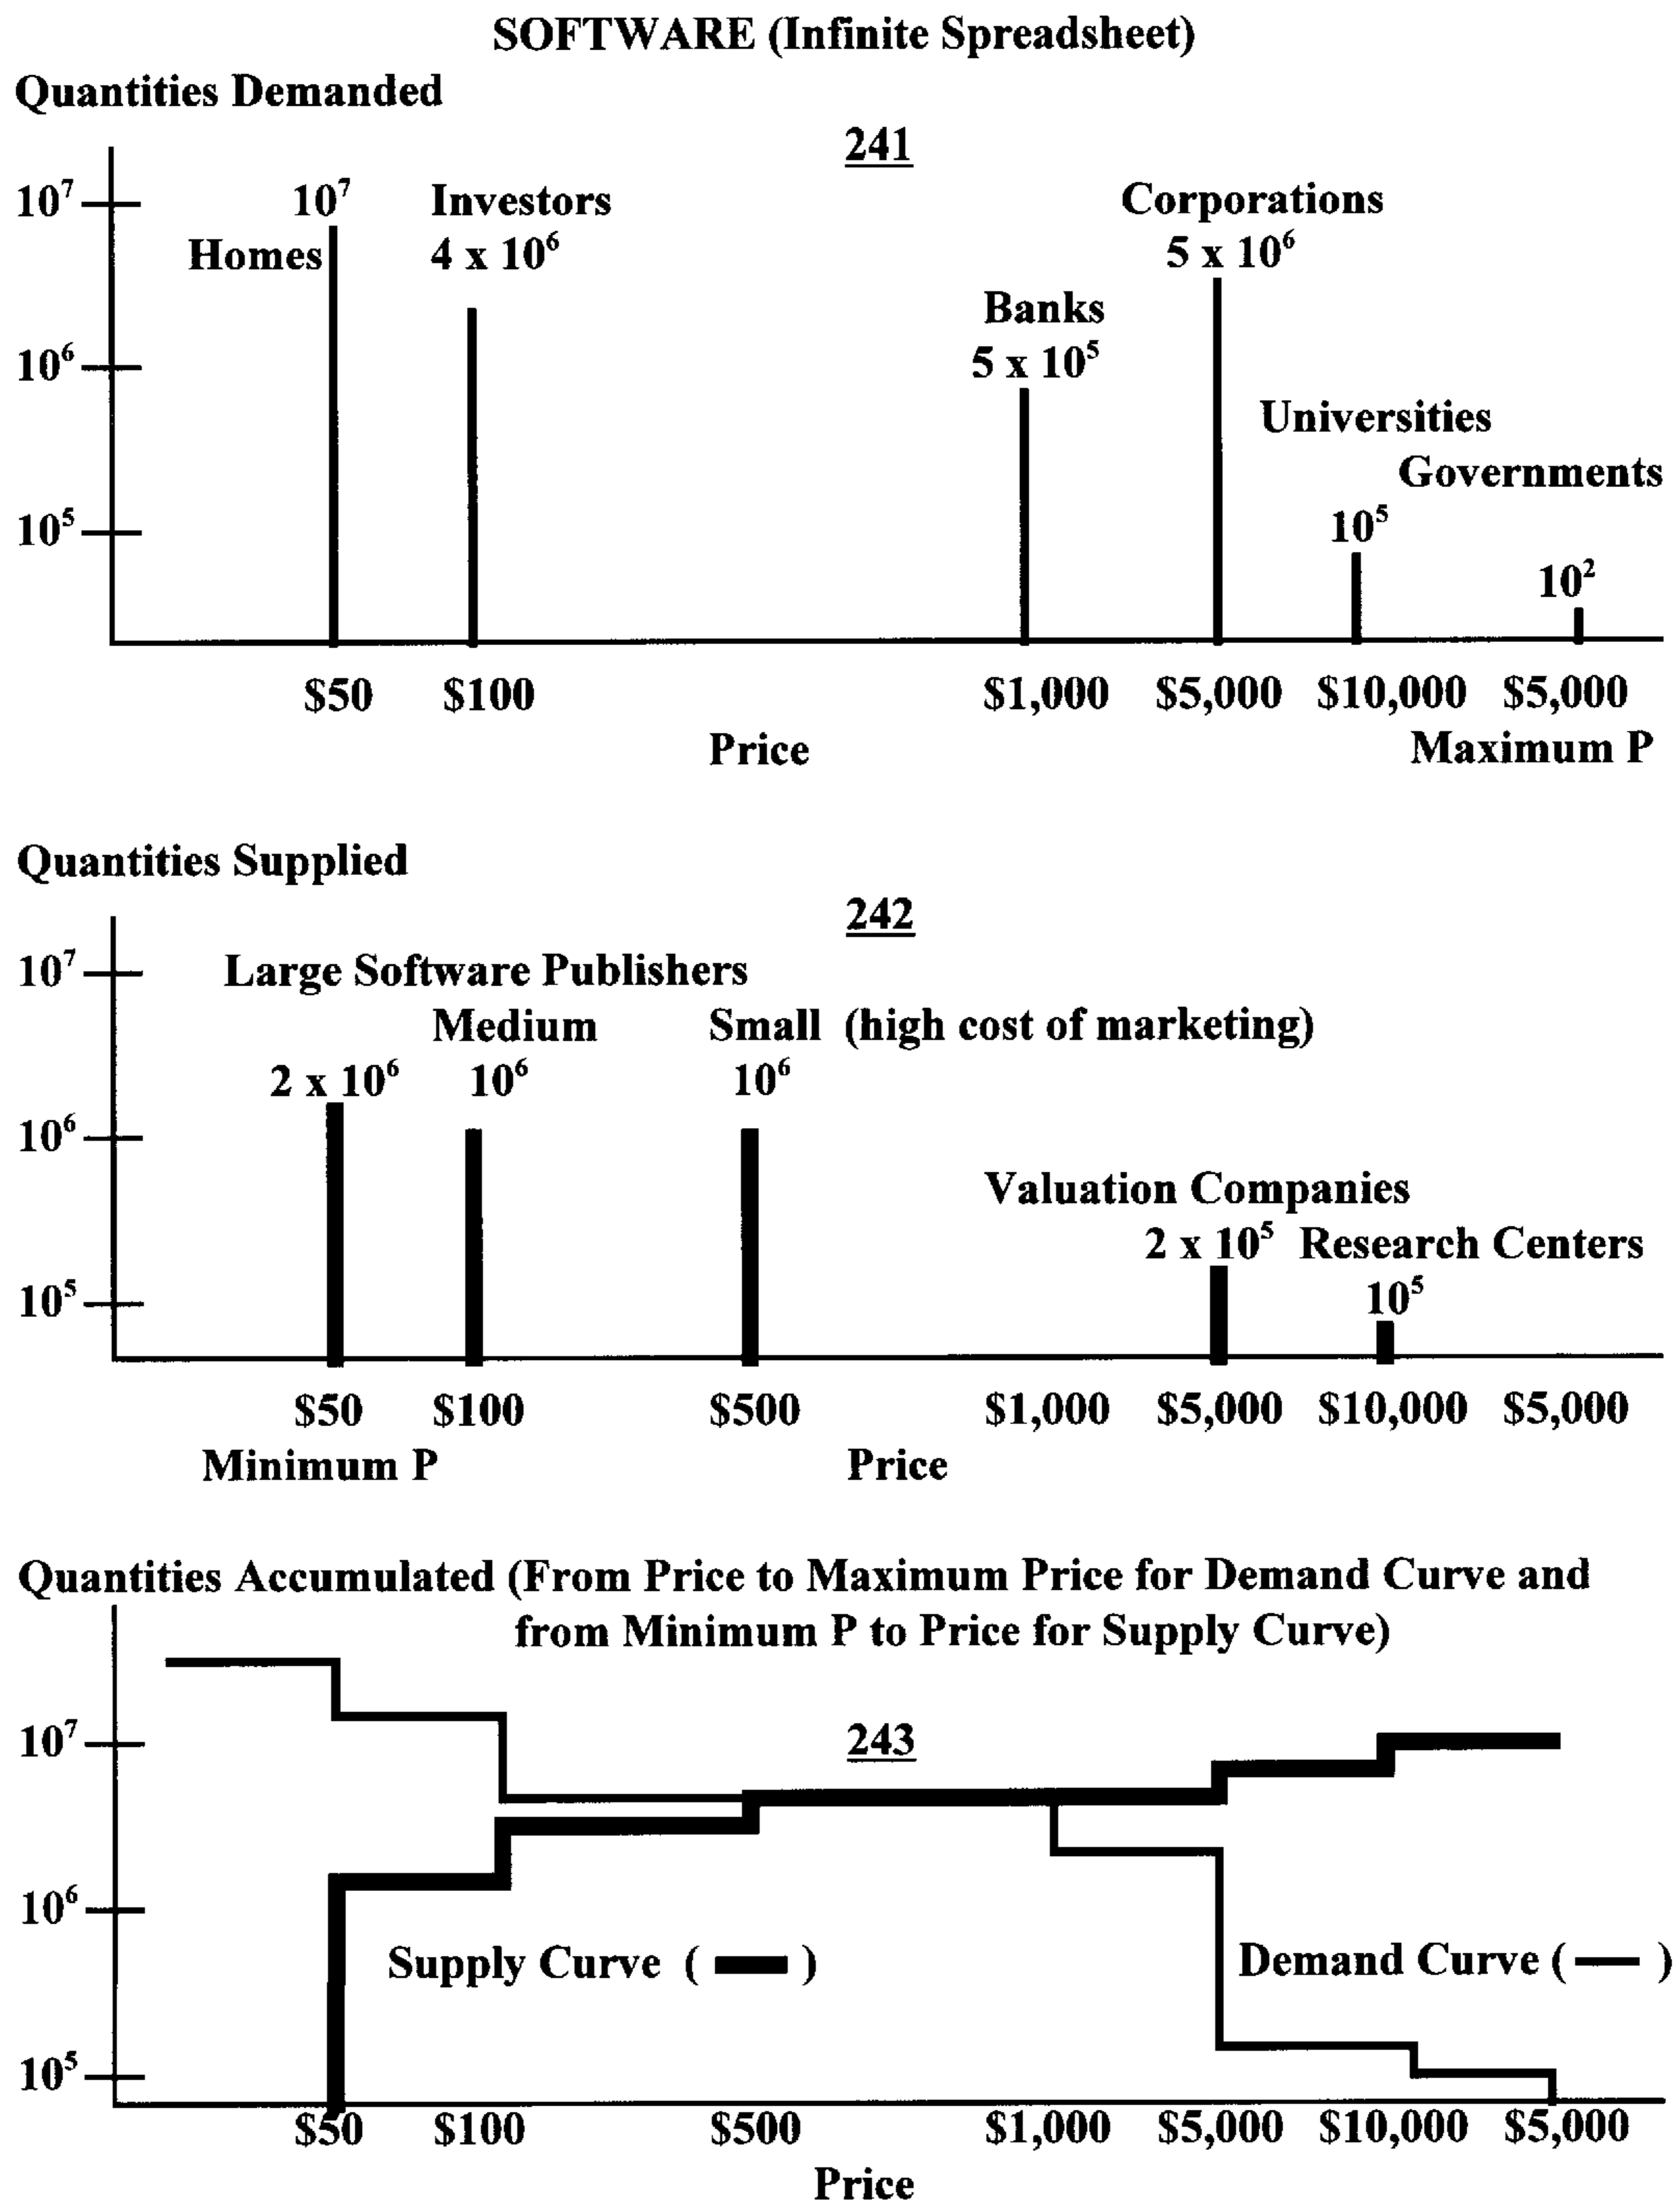 SOFTWARE (Infinite Spreadsheet)
Quantities Demanded
241
10⁷ 10⁷ Investors Corporations
Homes 4 x 10⁶ 5 x 10⁶
Banks
10⁶ 5 x 10⁵
Universities
Governments
10⁵ 10⁵
10²
$50 $100 $1,000 $5,000 $10,000 $5,000
Price Maximum P
Quantities Supplied
242
10⁷ Large Software Publishers
Medium Small (high cost of marketing)
2 x 10⁶ 10⁶ 10⁶
10⁶
Valuation Companies
2 x 10⁵ Research Centers
10⁵ 10⁵
$50 $100 $500 $1,000 $5,000 $10,000 $5,000
Minimum P Price
Quantities Accumulated (From Price to Maximum Price for Demand Curve and
from Minimum P to Price for Supply Curve)
10⁷ 243
10⁶
Supply Curve ( ) Demand Curve ( )
10⁵
$50 $100 $500 $1,000 $5,000 $10,000 $5,000
Price